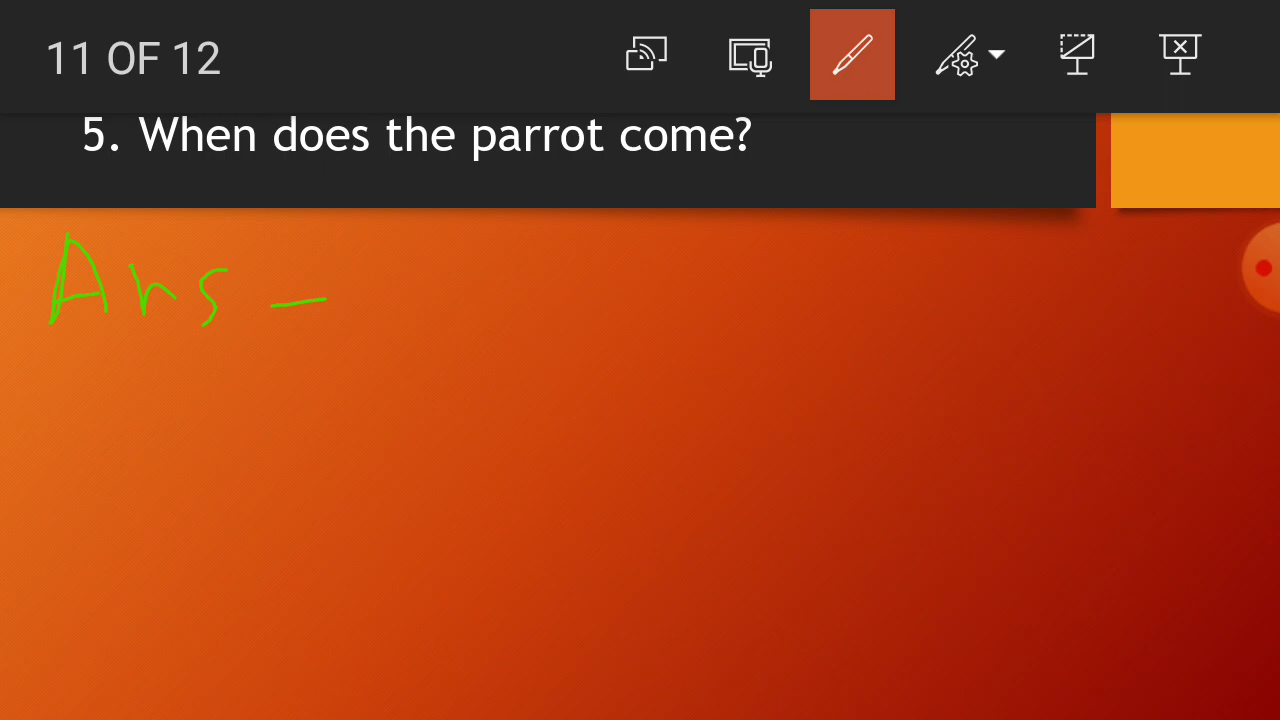 11 OF 12
5. When does the parrot come?
Ans -